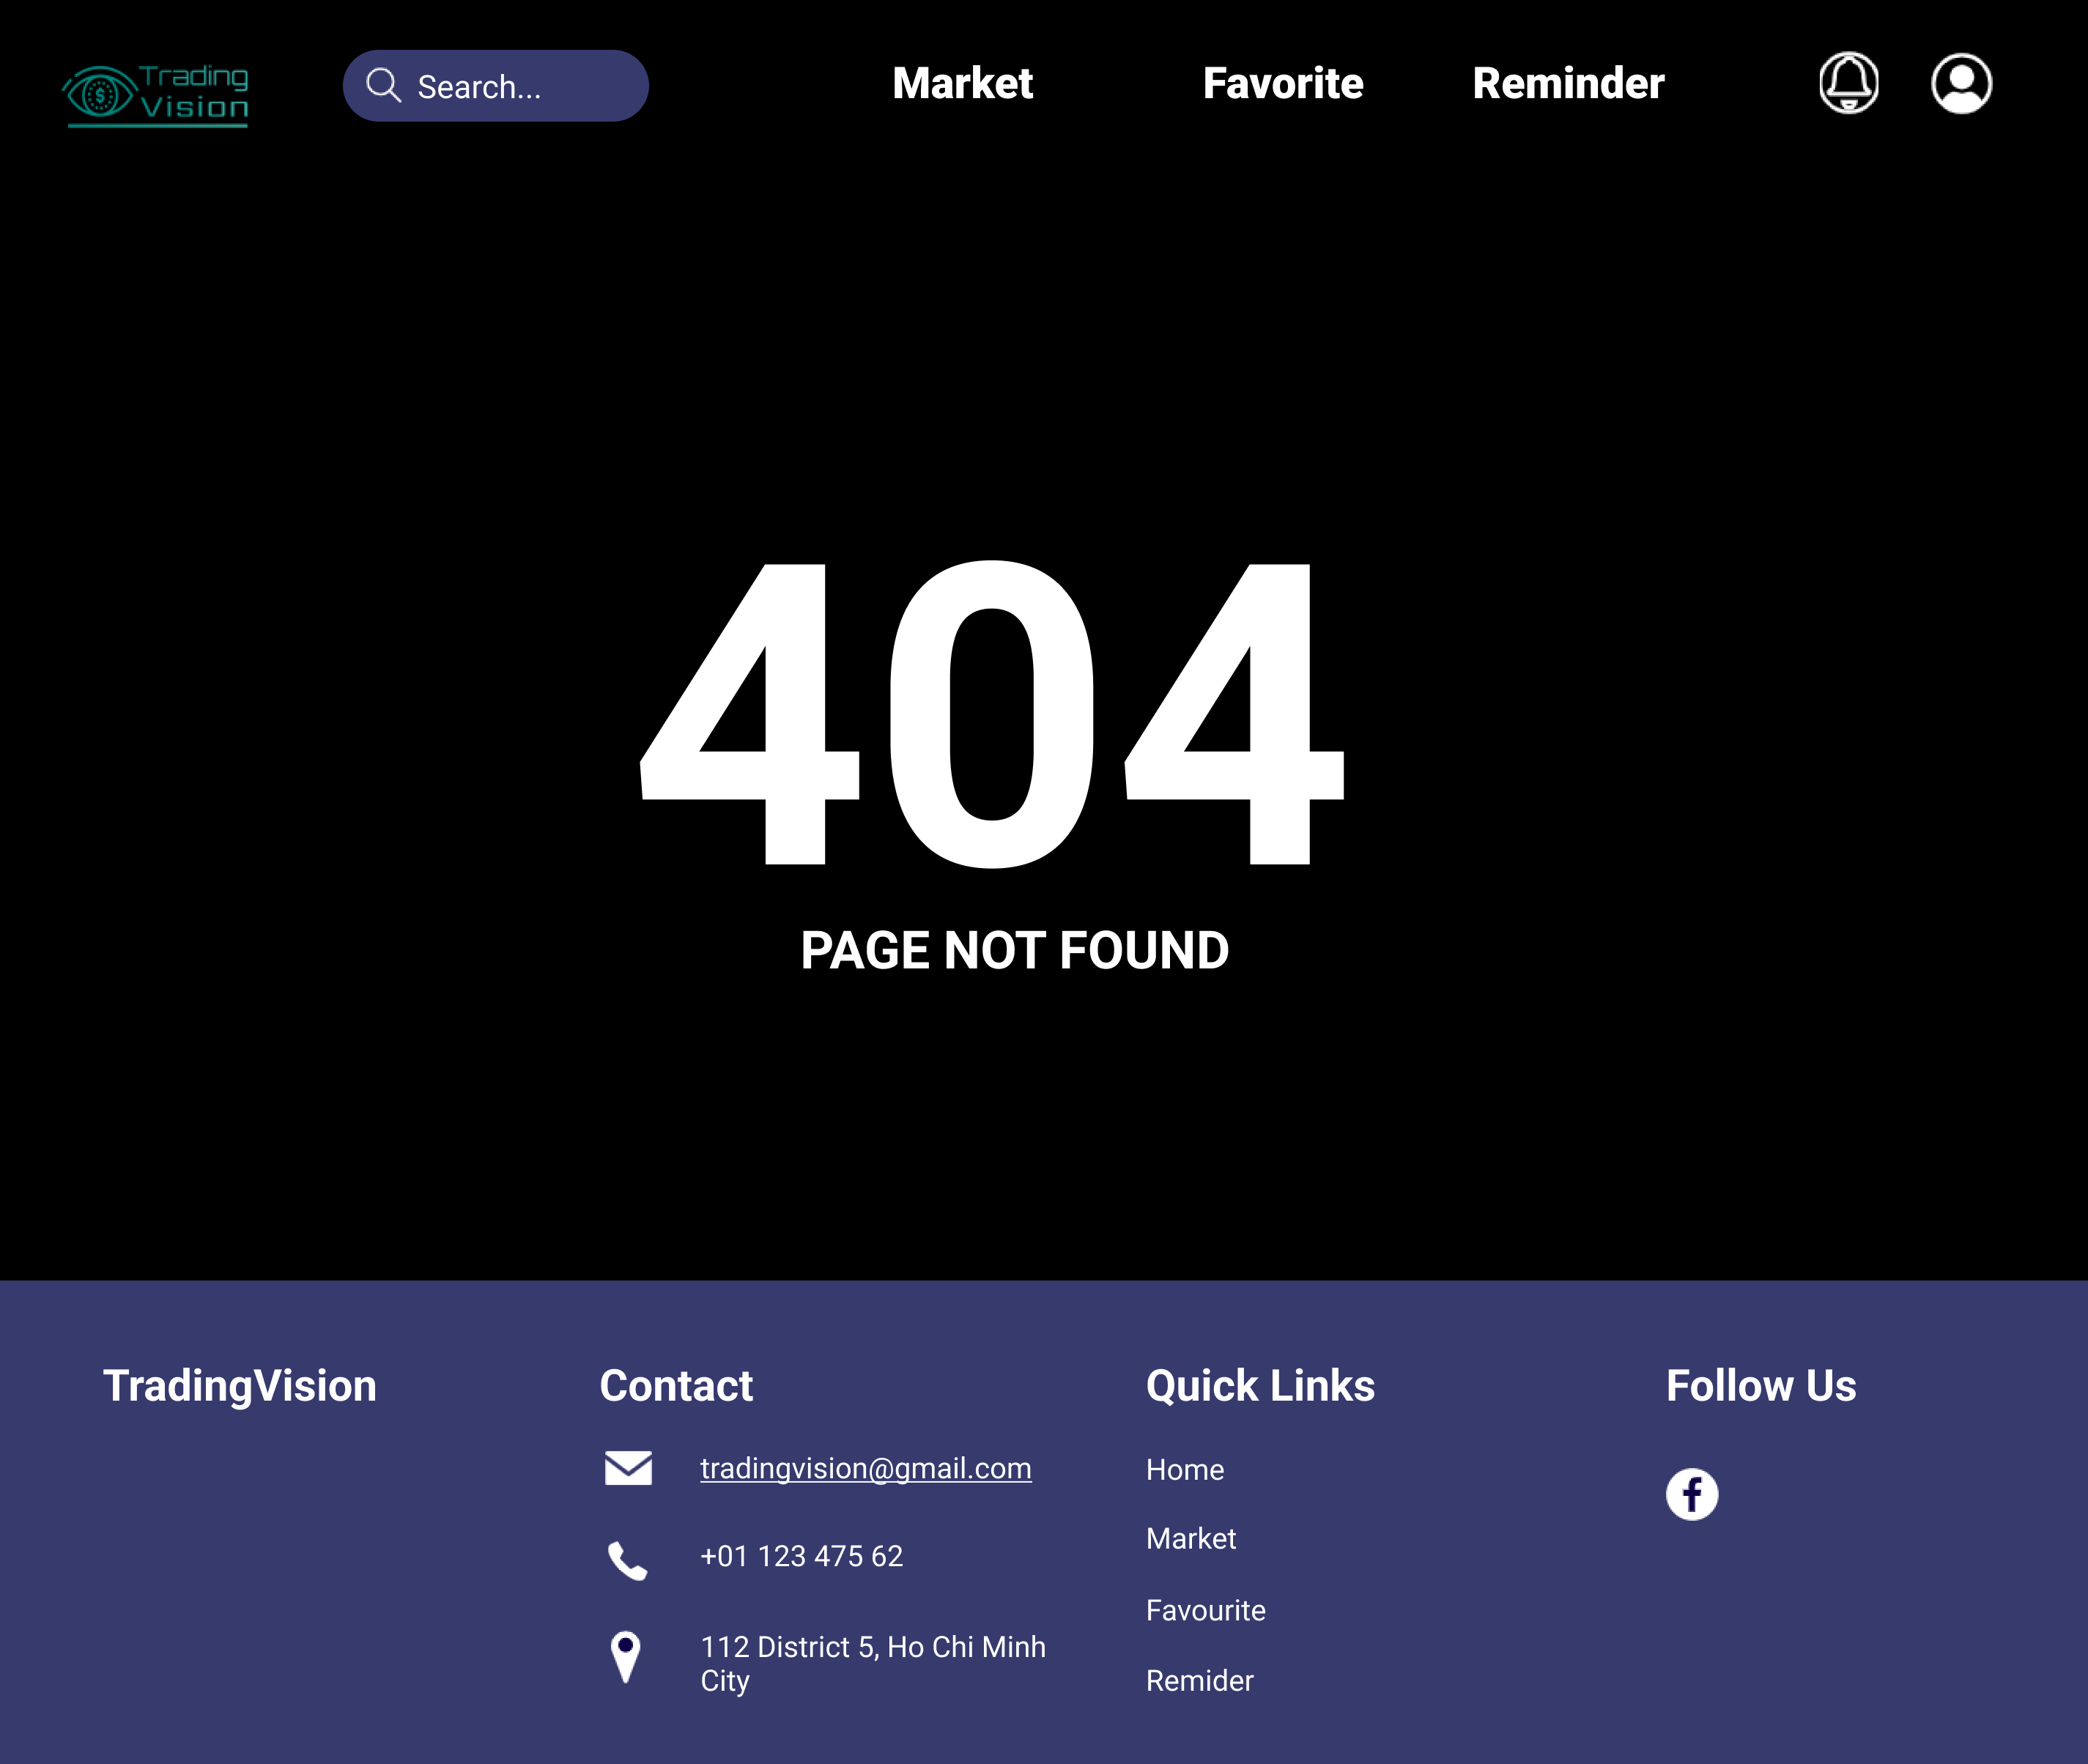 Trading
Vision
Search...
Market
Favorite
Reminder
404
PAGE NOT FOUND
TradingVision
Contact
tradingvision@gmail.com
+01 123 475 62
112 District 5, Ho Chi Minh
City
Quick Links
Home
Market
Favourite
Remider
Follow Us